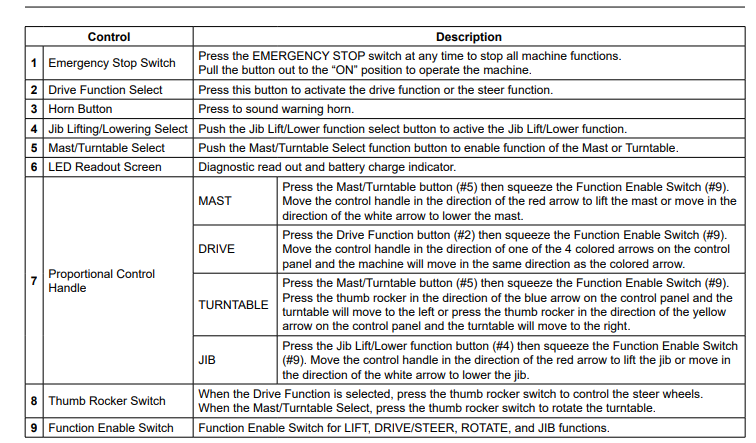 Control Description
1 Emergency Stop Switch Press the EMERGENCY STOP switch at any time to stop all machine functions.
Pull the button out to the “ON” position to operate the machine.
2 Drive Function Select Press this button to activate the drive function or the steer function.
3 Horn Button Press to sound warning horn.
4 Jib Lifting/Lowering Select Push the Jib Lift/Lower function select button to active the Jib Lift/Lower function.
5 Mast/Turntable Select Push the Mast/Turntable Select function button to enable function of the Mast or Turntable.
6 LED Readout Screen Diagnostic read out and battery charge indicator.
7 Proportional Control
Handle
MAST
Press the Mast/Turntable button (#5) then squeeze the Function Enable Switch (#9).
Move the control handle in the direction of the red arrow to lift the mast or move in the
direction of the white arrow to lower the mast.
DRIVE
Press the Drive Function button (#2) then squeeze the Function Enable Switch (#9).
Move the control handle in the direction of one of the 4 colored arrows on the control
panel and the machine will move in the same direction as the colored arrow.
TURNTABLE
Press the Mast/Turntable button (#5) then squeeze the Function Enable Switch (#9).
Press the thumb rocker in the direction of the blue arrow on the control panel and the
turntable will move to the left or press the thumb rocker in the direction of the yellow
arrow on the control panel and the turntable will move to the right.
JIB
Press the Jib Lift/Lower function button (#4) then squeeze the Function Enable Switch
(#9). Move the control handle in the direction of the red arrow to lift the jib or move in
the direction of the white arrow to lower the jib.
8 Thumb Rocker Switch When the Drive Function is selected, press the thumb rocker switch to control the steer wheels.
When the Mast/Turntable Select, press the thumb rocker switch to rotate the turntable.
9 Function Enable Switch Function Enable Switch for LIFT, DRIVE/STEER, ROTATE, and JIB functions.